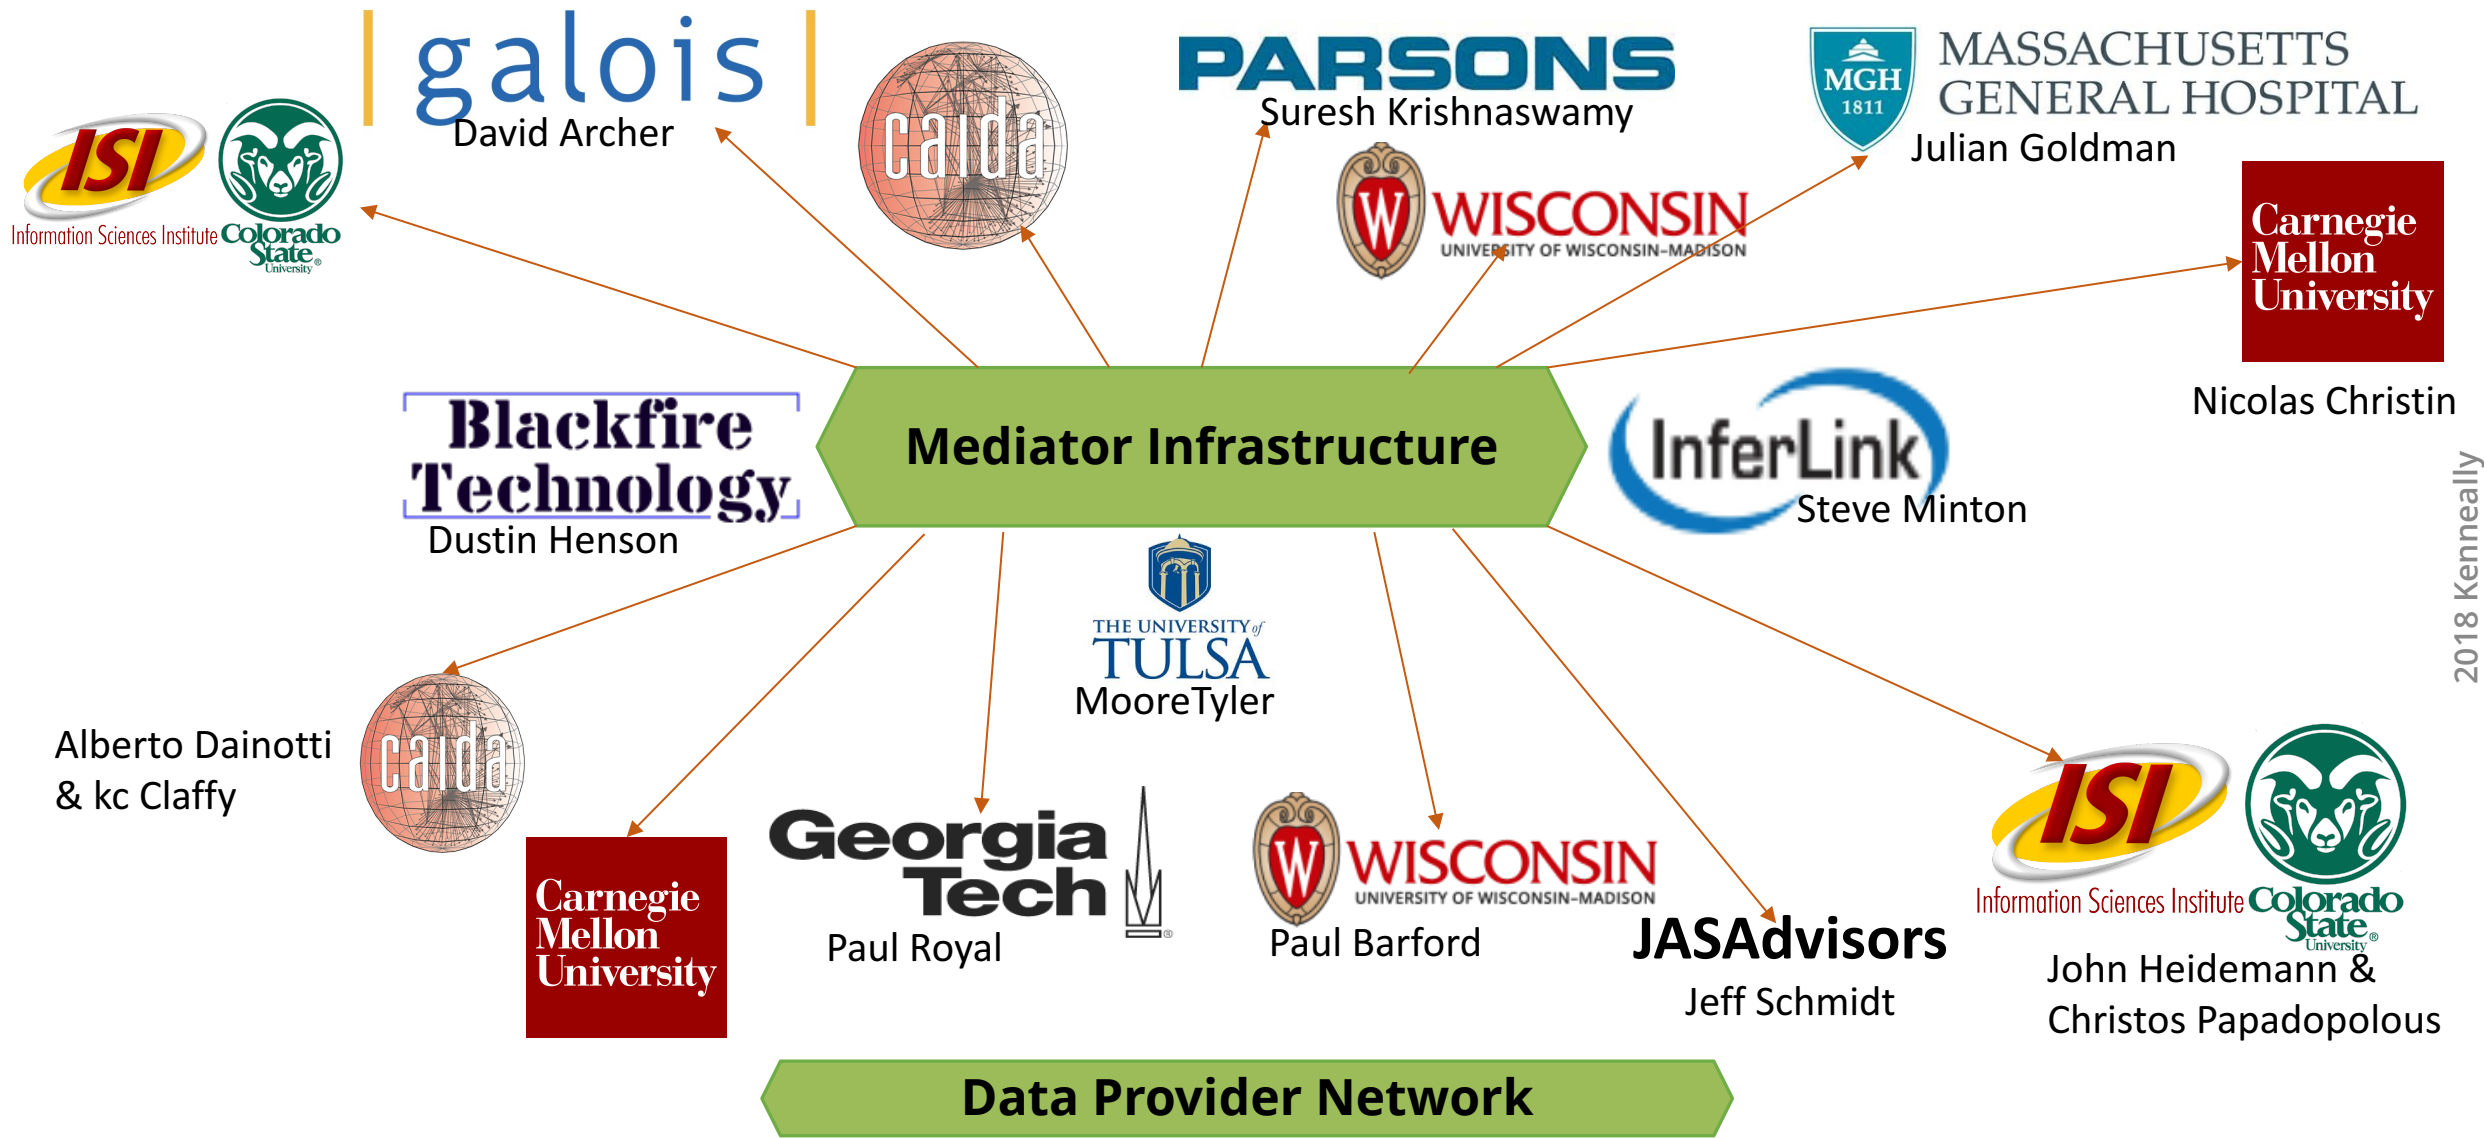 galois
David Archer
caida
PARSONS
Suresh Krishnaswamy
MGH
1811
MASSACHUSETTS
GENERAL HOSPITAL
Julian Goldman
ISI
Information Sciences Institute
Colorado
State
University
W
WISCONSIN
UNIVERSITY OF WISCONSIN–MADISON
Carnegie
Mellon
University
Nicolas Christin
Blackfire
Technology
Dustin Henson
Mediator Infrastructure
InferLink
Steve Minton
2018 Kenneally
THE UNIVERSITY of
TULSA
MooreTyler
Alberto Dainotti
& kc Claffy
caida
Carnegie
Mellon
University
Georgia
Tech
®
Paul Royal
W
WISCONSIN
UNIVERSITY OF WISCONSIN–MADISON
Paul Barford
JASAdvisors
Jeff Schmidt
ISI
Information Sciences Institute
Colorado
State®
University
John Heidemann &
Christos Papadopolous
Data Provider Network